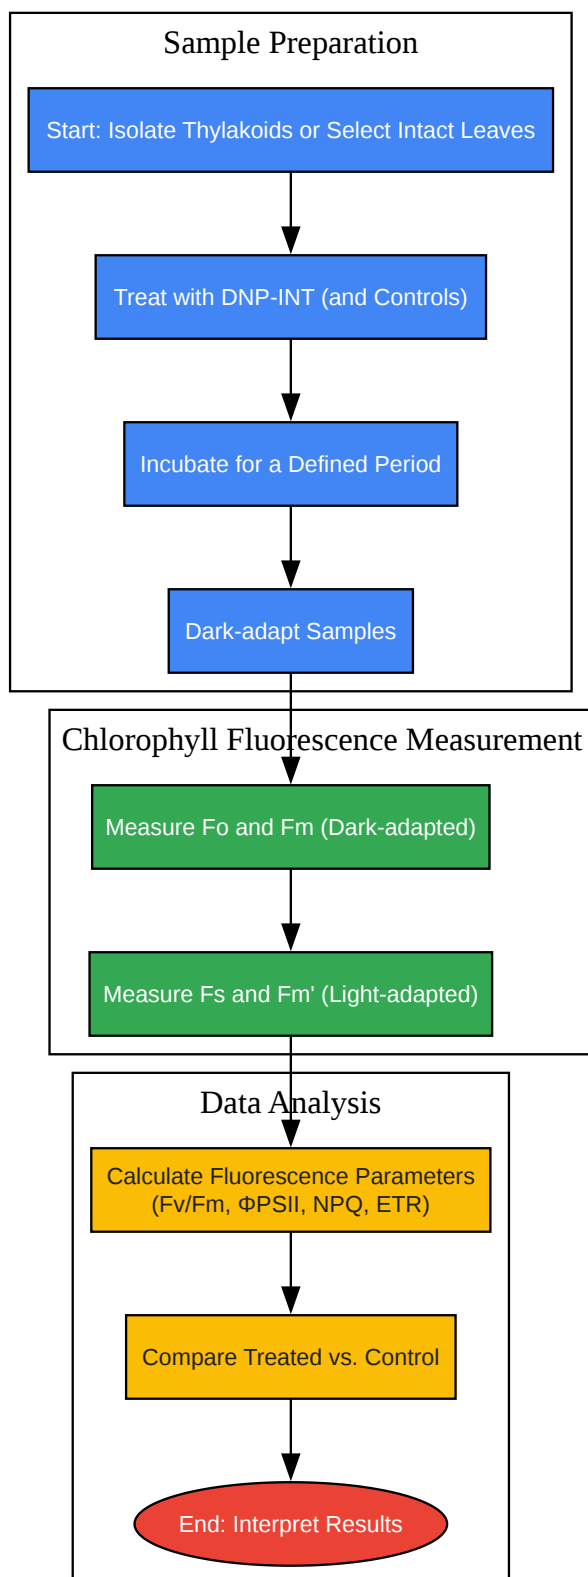 Sample Preparation
Start: Isolate Thylakoids or Select Intact Leaves
Treat with DNP-INT (and Controls)
Incubate for a Defined Period
Dark-adapt Samples
Chlorophyll Fluorescence Measurement
Measure Fo and Fm (Dark-adapted)
Measure Fs and Fm' (Light-adapted)
Data Analysis
Calculate Fluorescence Parameters
(Fv/Fm, ΦPSII, NPQ, ETR)
Compare Treated vs. Control
End: Interpret Results